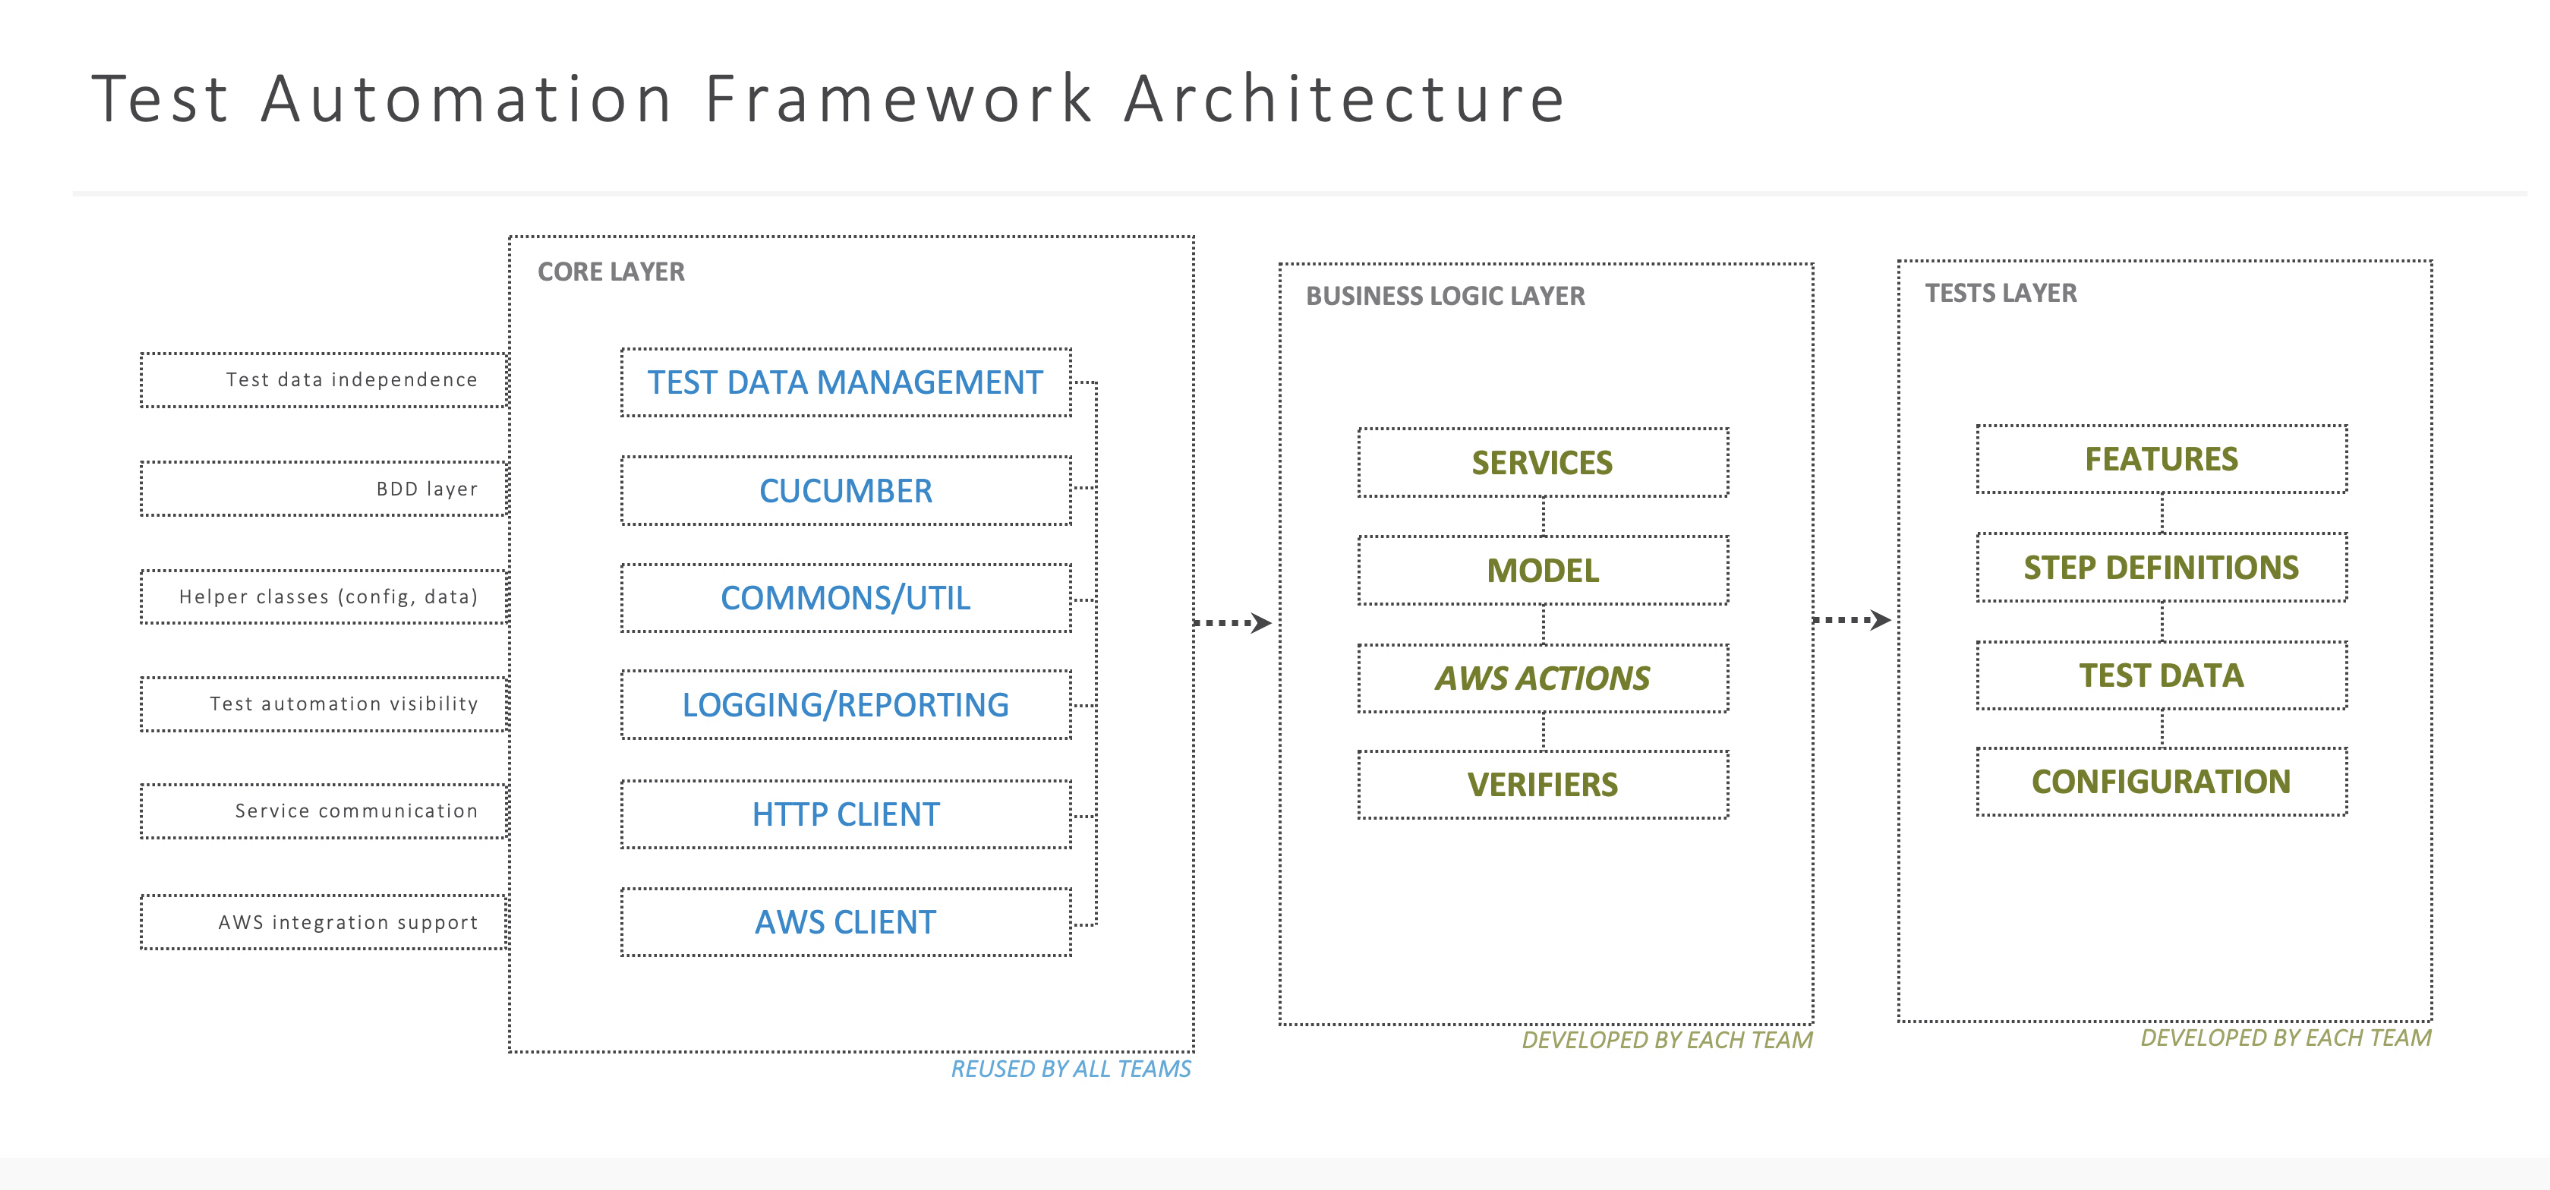 Test Automation Framework Architecture
CORE LAYER
Test data independence
TEST DATA MANAGEMENT
BDD layer
CUCUMBER
Helper classes (config, data)
COMMONS/UTIL
Test automation visibility
LOGGING/REPORTING
Service communication
HTTP CLIENT
AWS integration support
AWS CLIENT
REUSED BY ALL TEAMS
BUSINESS LOGIC LAYER
SERVICES
MODEL
AWS ACTIONS
VERIFIERS
DEVELOPED BY EACH TEAM
TESTS LAYER
FEATURES
STEP DEFINITIONS
TEST DATA
CONFIGURATION
DEVELOPED BY EACH TEAM